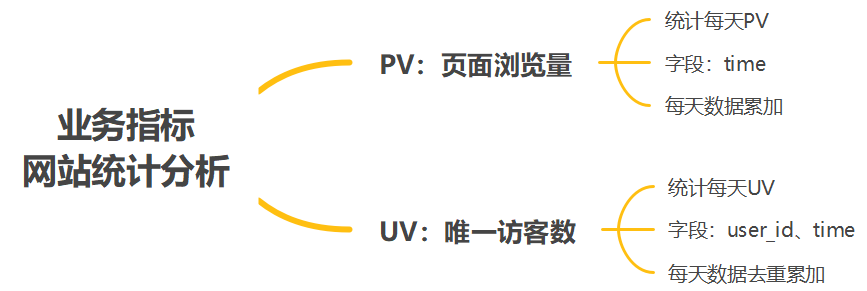 业务指标
网站统计分析
PV：页面浏览量
统计每天PV
字段：time
每天数据累加
UV：唯一访客数
统计每天UV
字段：user_id、time
每天数据去重累加